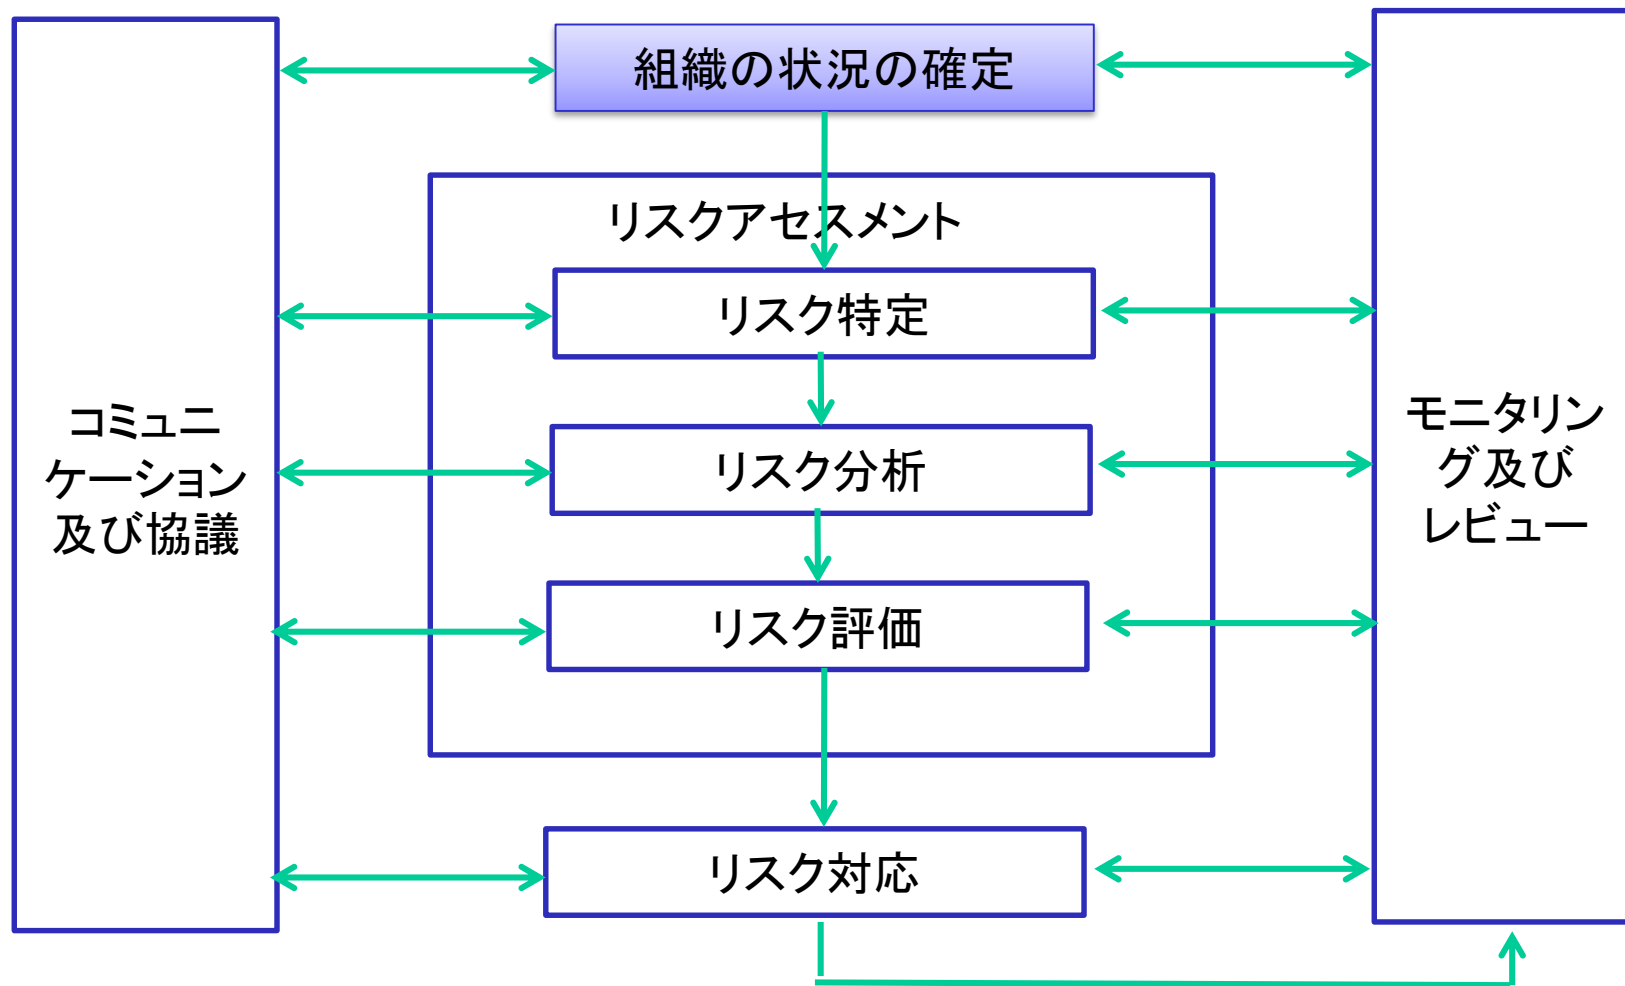 組織の状況の確定
リスクアセスメント
リスク特定
リスク分析
リスク評価
リスク対応
コミュニ
ケーション
及び協議
モニタリン
グ及び
レビュー